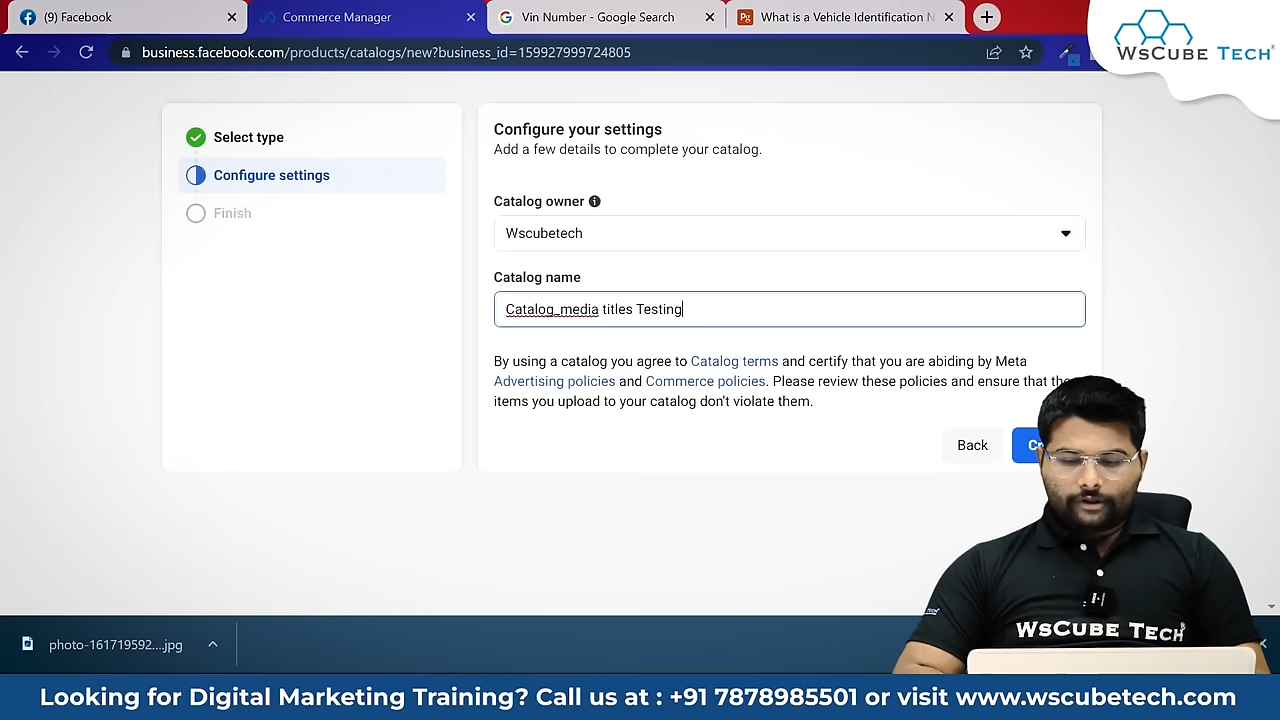 (9) Facebook
Commerce Manager
Vin Number - Google Search
What is a Vehicle Identification N
WSCUBE TECH
business.facebook.com/products/catalogs/new?business_id=159927999724805
Select type
Configure settings
Finish
Configure your settings
Add a few details to complete your catalog.
Catalog owner
Wscubetech
Catalog name
Catalog_media titles Testing
By using a catalog you agree to Catalog terms and certify that you are abiding by Meta
Advertising policies and Commerce policies. Please review these policies and ensure that the
items you upload to your catalog don't violate them.
Back
photo-161719592....jpg
WSCUBE TECH
Looking for Digital Marketing Training? Call us at : +91 7878985501 or visit www.wscubetech.com